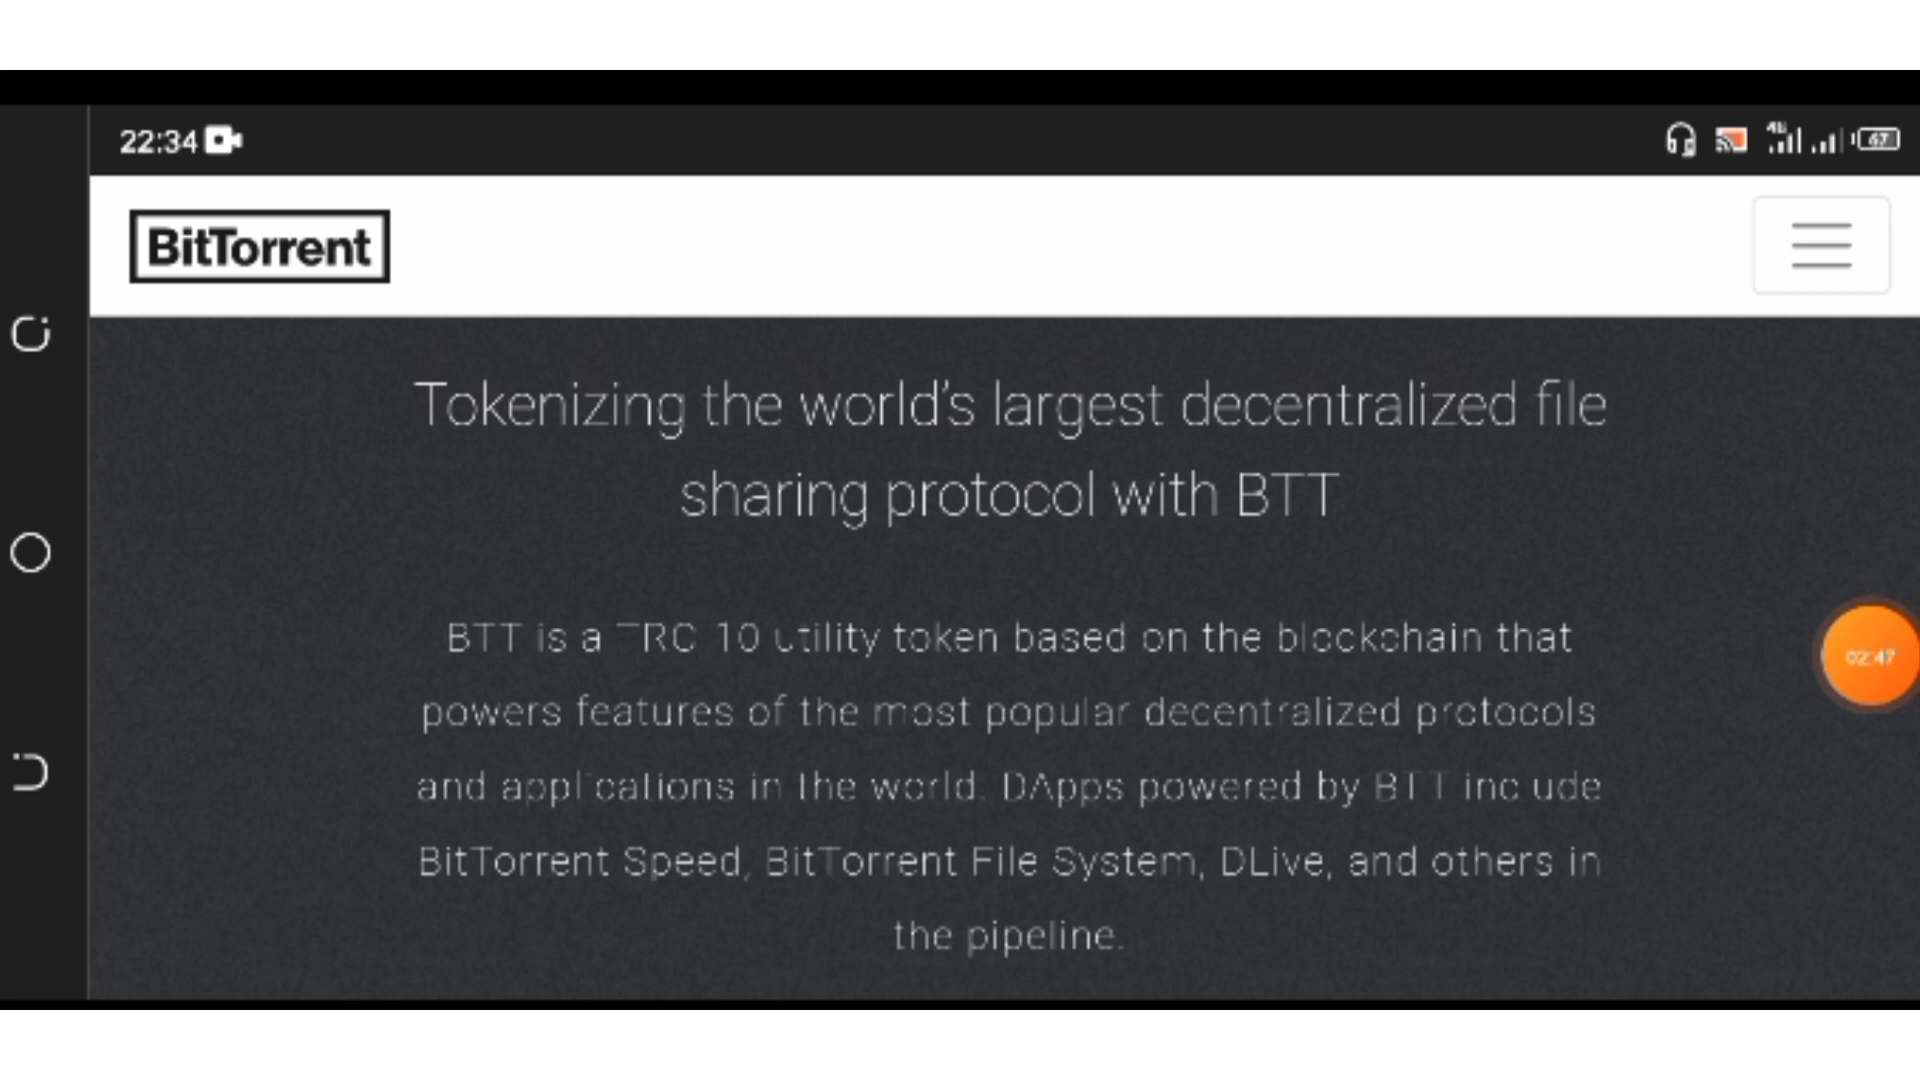 22:34
4G
67
BitTorrent
Tokenizing the world's largest decentralized file
sharing protocol with BTT
BTT is a TRC 10 utility token based on the blockchain that
powers features of the most popular decentralized protocols
and applications in the world. DApps powered by BTT include
BitTorrent Speed, BitTorrent File System, DLive, and others in
the pipeline.
02:47